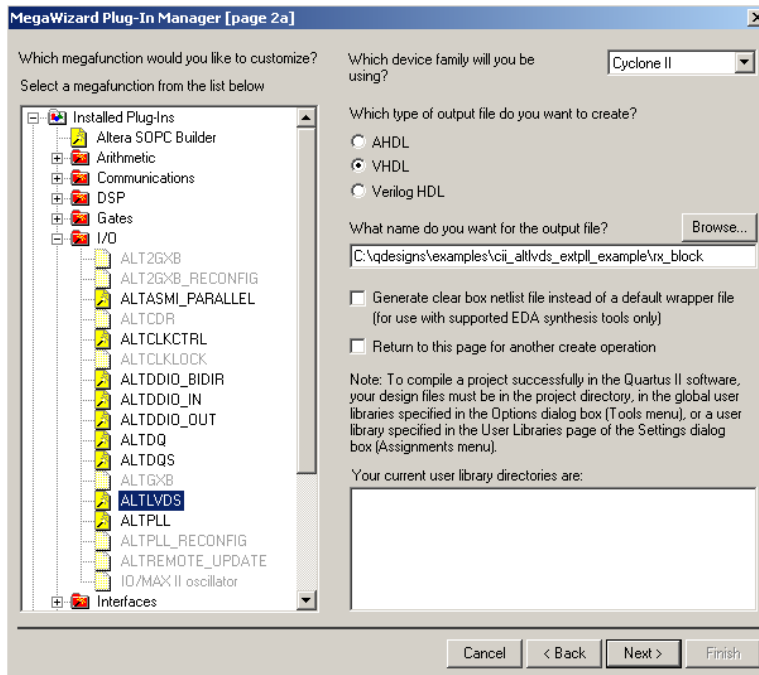 MegaWizard Plug-In Manager [page 2a]
Which megafunction would you like to customize?
Select a megafunction from the list below
Installed Plug-Ins
Altera SOPC Builder
Arithmetic
Communications
DSP
Gates
I/O
ALT2GXB
ALT2GXB_RECONFIG
ALTASMI_PARALLEL
ALTCDR
ALTCLKCTRL
ALTCLKLOCK
ALTDDIO_BIDIR
ALTDDIO_IN
ALTDDIO_OUT
ALTDQ
ALTDQS
ALTGXB
ALTLVDS
ALTPLL
ALTPLL_RECONFIG
ALTREMOTE_UPDATE
IO/MAX II oscillator
Interfaces
Which device family will you be
using?
Cyclone II
Which type of output file do you want to create?
AHDL
VHDL
Verilog HDL
What name do you want for the output file?
Browse...
C:\qdesigns\examples\cii_altlvds_extpll_example\rx_block
Generate clear box netlist file instead of a default wrapper file
(for use with supported EDA synthesis tools only)
Return to this page for another create operation
Note: To compile a project successfully in the Quartus II software,
your design files must be in the project directory, in the global user
libraries specified in the Options dialog box (Tools menu), or a user
library specified in the User Libraries page of the Settings dialog
box (Assignments menu).
Your current user library directories are:
Cancel
< Back
Next >
Finish